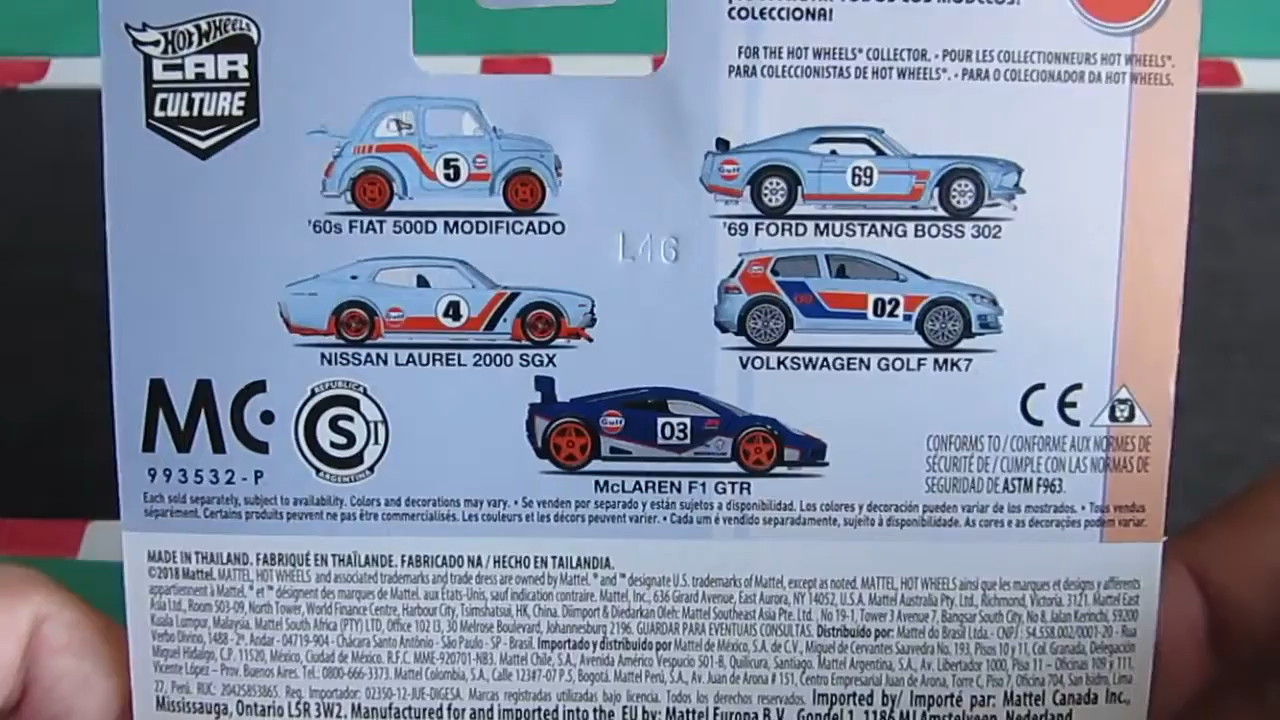 COLECCIONA!
FOR THE HOT WHEELS® COLLECTOR. • POUR LES COLLECTIONNEURS HOT WHEELS®.
PARA COLECCIONISTAS DE HOT WHEELS®. • PARA O COLECIONADOR DA HOT WHEELS.
HOT WHEELS
CAR
CULTURE
5
Gulf
'60s FIAT 500D MODIFICADO
Gulf
69
'69 FORD MUSTANG BOSS 302
L46
Gulf
4
NISSAN LAUREL 2000 SGX
02
VOLKSWAGEN GOLF MK7
Gulf
03
McLAREN F1 GTR
MC
993532-P
REPUBLICA
S
ARGENTINA
CE
CONFORMS TO / CONFORME AUX NORMES DE
SÉCURITÉ DE / CUMPLE CON LAS NORMAS DE
SEGURIDAD DE ASTM F963.
Each sold separately, subject to availability. Colors and decorations may vary. • Se venden por separado y están sujetos a disponibilidad. Los colores y decoración pueden variar de los mostrados. • Tous vendus
séparément. Certains produits peuvent ne pas être commercialisés. Les couleurs et les décors peuvent varier. • Cada um é vendido separadamente, sujeito à disponibilidade. As cores e as decorações podem variar.
MADE IN THAILAND. FABRIQUÉ EN THAÏLANDE. FABRICADO NA / HECHO EN TAILANDIA.
©2018 Mattel. MATTEL, HOT WHEELS and associated trademarks and trade dress are owned by Mattel. ® and ™ designate U.S. trademarks of Mattel, except as noted. MATTEL, HOT WHEELS ainsi que les marques et designs y afférents
appartiennent à Mattel. ® et ™ désignent des marques de Mattel aux États-Unis, sauf indication contraire. Mattel, Inc., 636 Girard Avenue, East Aurora, NY 14052, U.S.A. Mattel Australia Pty. Ltd., Richmond, Victoria. 3121. Mattel East
Asia Ltd., Room 503-09, North Tower, World Finance Centre, Harbour City, Tsimshatsui, HK, China. Diimport & Diedarkan Oleh: Mattel Southeast Asia Pte. Ltd., No 19-1, Tower 3 Avenue 7, Bangsar South City, No 8, Jalan Kerinchi, 59200
Kuala Lumpur, Malaysia. Mattel South Africa (PTY) LTD, Office 102 I3, 30 Melrose Boulevard, Johannesburg 2196. GUARDAR PARA EVENTUAIS CONSULTAS. Distribuído por: Mattel do Brasil Ltda. - CNPJ : 54.558.002/0001-20 - Rua
Verbo Divino, 1488 - 2º. Andar - 04719-904 - Chácara Santo Antônio - São Paulo - SP - Brasil. Importado y distribuido por Mattel de México, S.A. de C.V., Miguel de Cervantes Saavedra No. 193, Pisos 10 y 11, Col. Granada, Delegación
Miguel Hidalgo, C.P. 11520, México, Ciudad de México. R.F.C. MME-920701-NB3. Mattel Chile, S.A., Avenida Américo Vespucio 501-B, Quilicura, Santiago. Mattel Argentina, S.A., Av. Libertador 1000, Piso 11 – Oficinas 109 y 111,
Vicente López – Prov. Buenos Aires. Tel.: 0800-666-3373. Mattel Colombia, S.A., Calle 123#7-07 P.5, Bogotá. Mattel Perú, S.A., Av. Juan de Arona # 151, Centro Empresarial Juan de Arona, Torre C, Piso 7, Oficina 704, San Isidro, Lima
27, Perú. RUC: 20425853865. Reg. Importador: 02350-12-JUE-DIGESA. Marcas registradas utilizadas bajo licencia. Todos los derechos reservados. Imported by/ Importé par: Mattel Canada Inc.,
Mississauga, Ontario L5R 3W2. Manufactured for and imported into the EU by: Mattel Europa B.V., Gondel 1, 1186 MJ Amstelveen, Nederland.